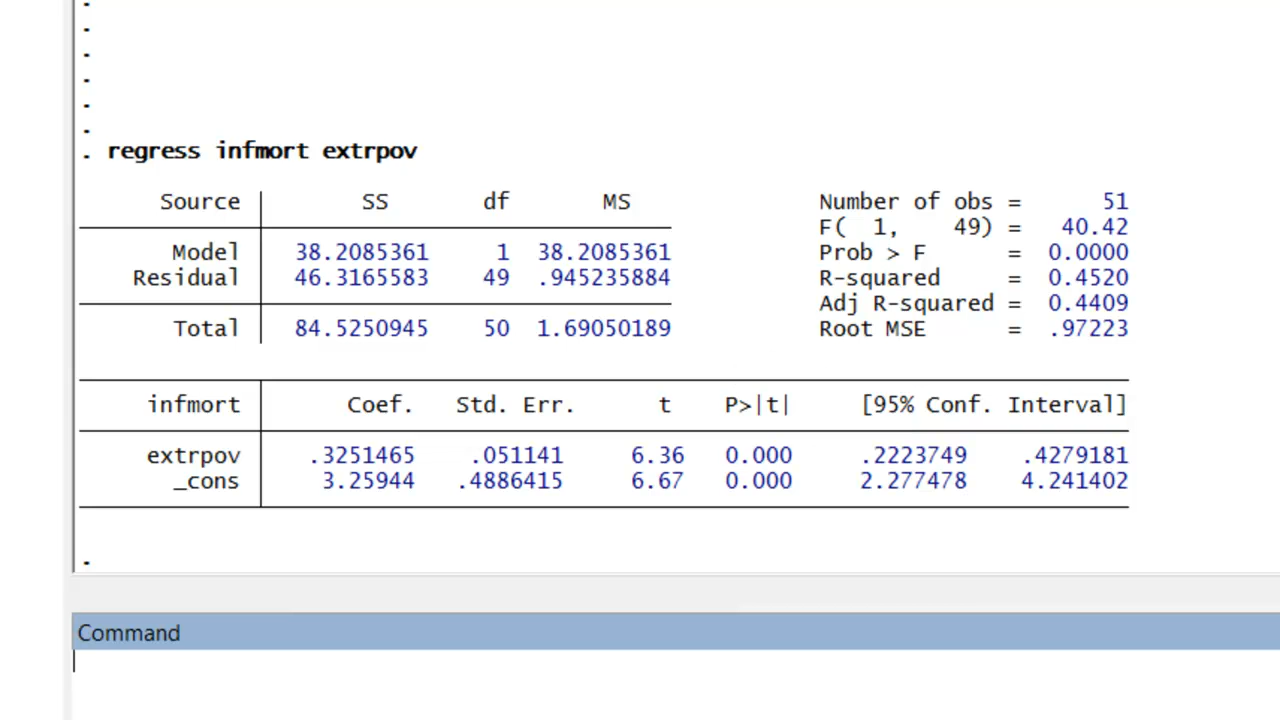 .
.
.
.
.
.
. regress infmort extrpov
Source | SS df MS Number of obs = 51
F( 1, 49) = 40.42
Model | 38.2085361 1 38.2085361 Prob > F = 0.0000
Residual | 46.3165583 49 .945235884 R-squared = 0.4520
Adj R-squared = 0.4409
Total | 84.5250945 50 1.69050189 Root MSE = .97223
infmort | Coef. Std. Err. t P>|t| [95% Conf. Interval]
extrpov | .3251465 .051141 6.36 0.000 .2223749 .4279181
_cons | 3.25944 .4886415 6.67 0.000 2.277478 4.241402
.
Command